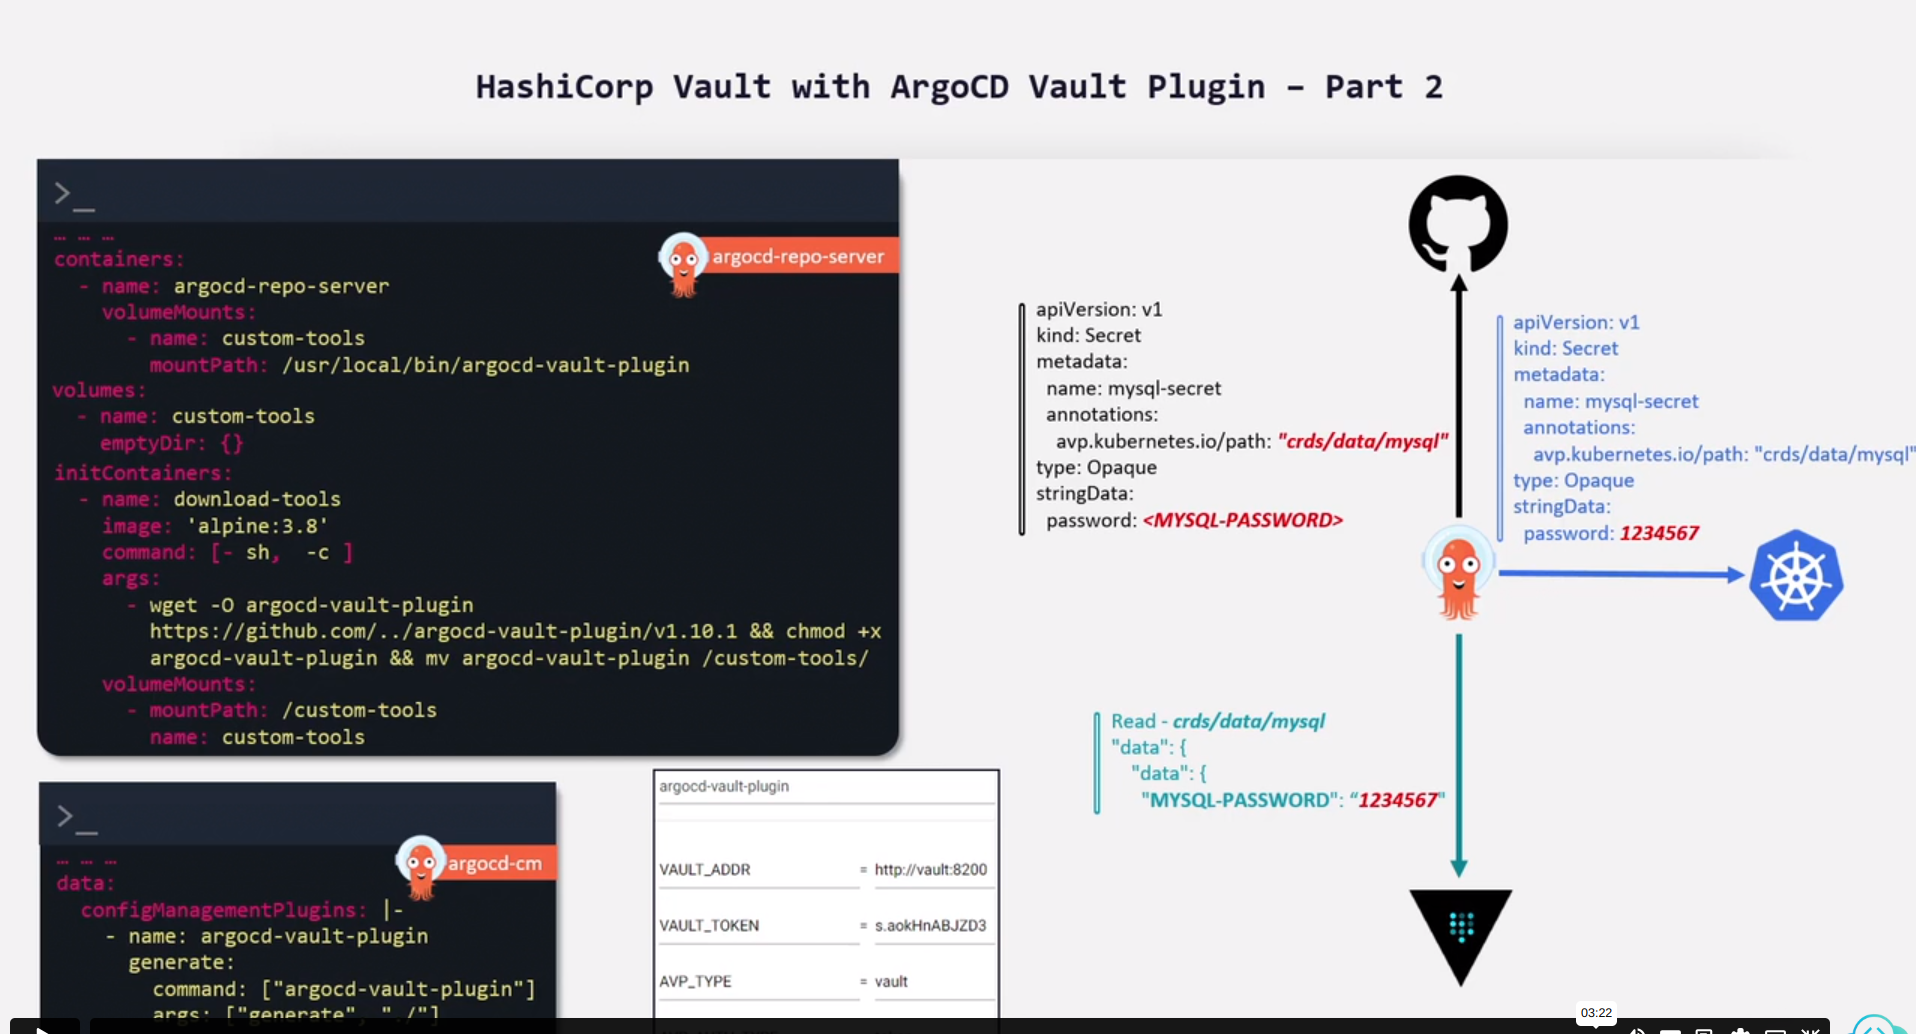 HashiCorp Vault with ArgoCD Vault Plugin – Part 2
>_
… … …
argocd-repo-server
containers:
- name: argocd-repo-server
volumeMounts:
- name: custom-tools
mountPath: /usr/local/bin/argocd-vault-plugin
volumes:
- name: custom-tools
emptyDir: {}
initContainers:
- name: download-tools
image: 'alpine:3.8'
command: [- sh, -c ]
args:
- wget -O argocd-vault-plugin
https://github.com/../argocd-vault-plugin/v1.10.1 && chmod +x
argocd-vault-plugin && mv argocd-vault-plugin /custom-tools/
volumeMounts:
- mountPath: /custom-tools
name: custom-tools
>_
… … …
argocd-cm
data:
configManagementPlugins: |-
- name: argocd-vault-plugin
generate:
command: ["argocd-vault-plugin"]
args: ["generate", "./"]
argocd-vault-plugin
VAULT_ADDR = http://vault:8200
VAULT_TOKEN = s.aokHnABJZD3
AVP_TYPE = vault
apiVersion: v1
kind: Secret
metadata:
name: mysql-secret
annotations:
avp.kubernetes.io/path: "crds/data/mysql"
type: Opaque
stringData:
password: <MYSQL-PASSWORD>
apiVersion: v1
kind: Secret
metadata:
name: mysql-secret
annotations:
avp.kubernetes.io/path: "crds/data/mysql"
type: Opaque
stringData:
password: 1234567
Read - crds/data/mysql
"data": {
"data": {
"MYSQL-PASSWORD": “1234567"
03:22